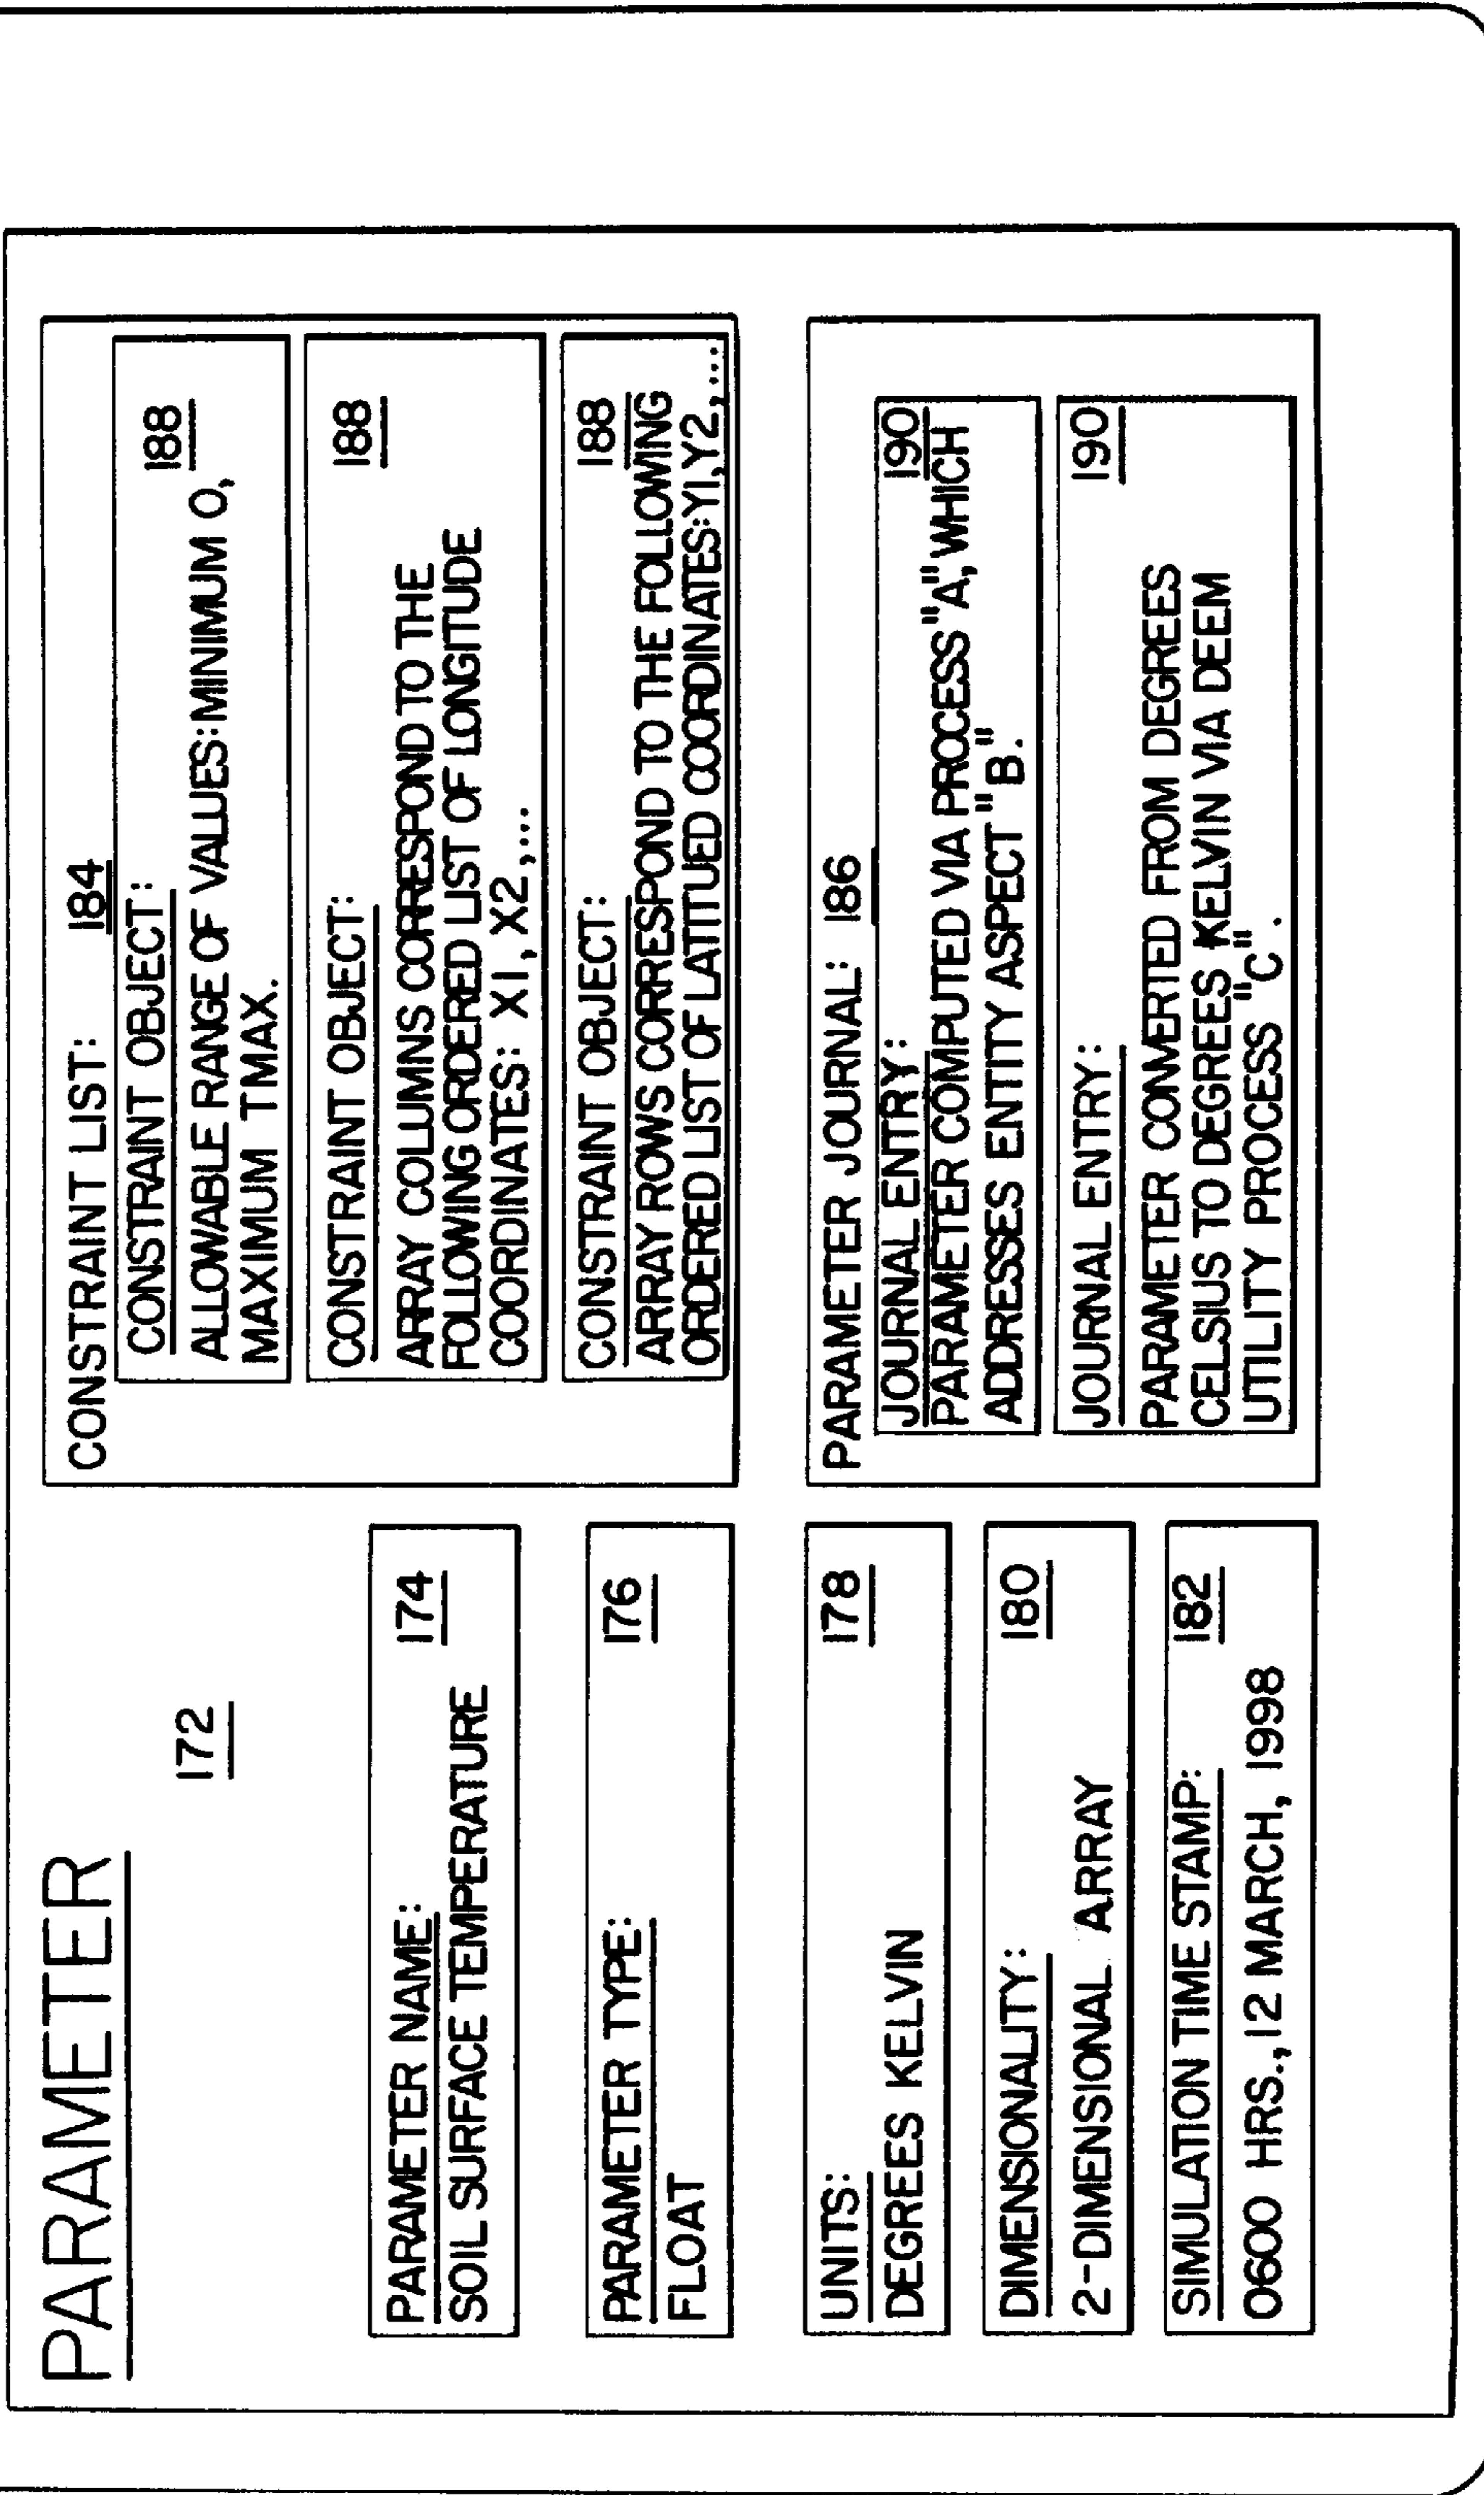 PARAMETER
172
PARAMETER NAME: 174
SOIL SURFACE TEMPERATURE
PARAMETER TYPE: 176
FLOAT
UNITS: 178
DEGREES KELVIN
DIMENSIONALITY: 180
2-DIMENSIONAL ARRAY
SIMULATION TIME STAMP: 182
0600 HRS., 12 MARCH, 1998
CONSTRAINT LIST: 184
CONSTRAINT OBJECT: 188
ALLOWABLE RANGE OF VALUES: MINIMUM 0,
MAXIMUM TMAX.
CONSTRAINT OBJECT: 188
ARRAY COLUMNS CORRESPOND TO THE
FOLLOWING ORDERED LIST OF LONGITUDE
COORDINATES: X1, X2,...
CONSTRAINT OBJECT: 188
ARRAY ROWS CORRESPOND TO THE FOLLOWING
ORDERED LIST OF LATITUED COORDINATES: Y1, Y2,...
PARAMETER JOURNAL: 186
JOURNAL ENTRY: 190
PARAMETER COMPUTED VIA PROCESS "A", WHICH
ADDRESSES ENTITY ASPECT "B".
JOURNAL ENTRY: 190
PARAMETER CONVERTED FROM DEGREES
CELSIUS TO DEGREES KELVIN VIA DEEM
UTILITY PROCESS "C".